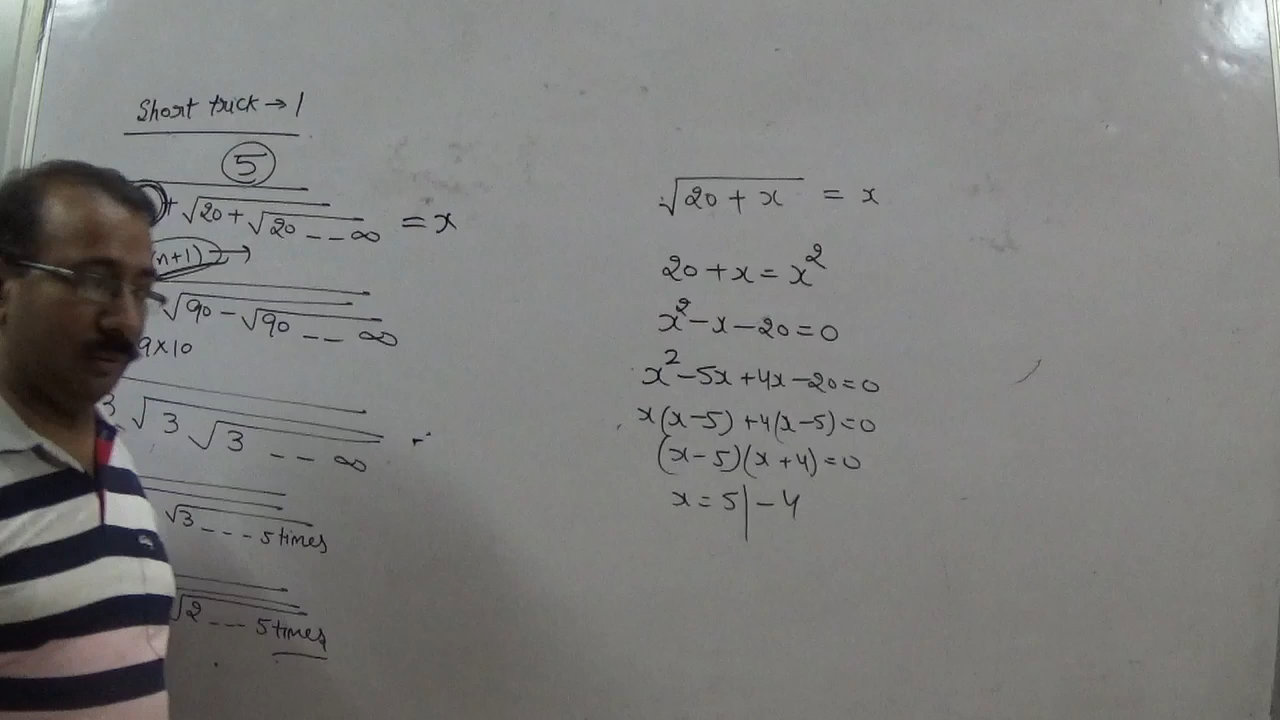 Short trick → 1
5
+ √20 + √20 -- ∞ = x
(n+1) →
√90 - √90 -- ∞
9x10
3 √3 √3 -- ∞
√3 --- 5 times
√2 --- 5 times
√20 + x = x
20 + x = x²
x² - x - 20 = 0
x² - 5x + 4x - 20 = 0
x(x-5) + 4(x-5) = 0
(x-5)(x+4) = 0
x = 5 | -4